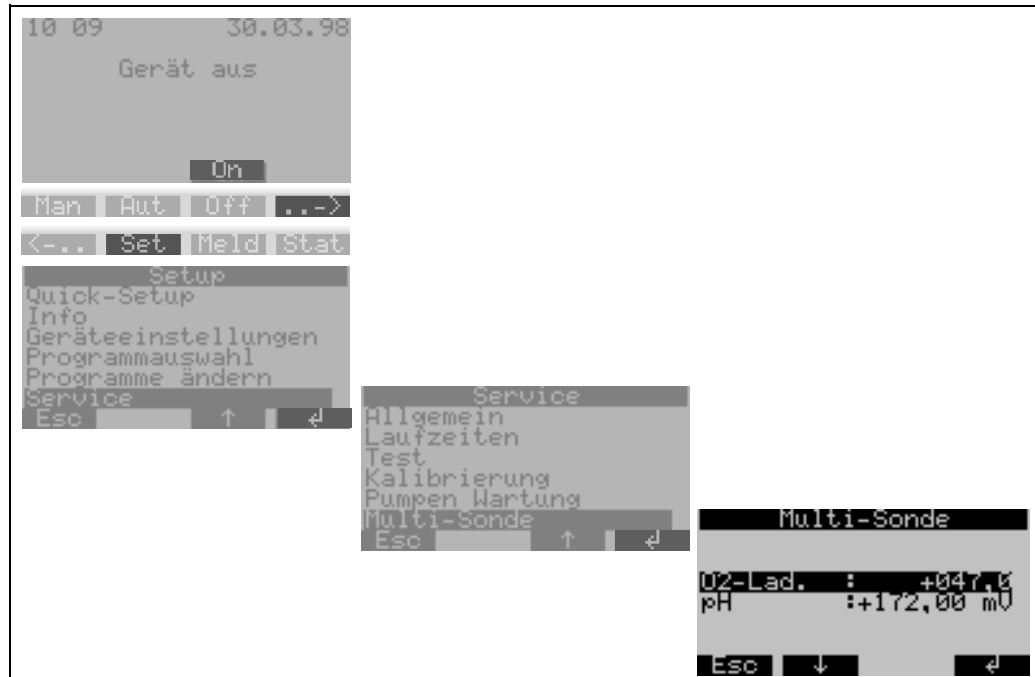 10 09 30.03.98
Gerät aus
On
Man Aut Off ..->
<-.. Set Meld Stat
Setup
Quick-Setup
Info
Geräteeinstellungen
Programmauswahl
Programme ändern
Service
Esc ↑ ↲
Service
Allgemein
Laufzeiten
Test
Kalibrierung
Pumpen Wartung
Multi-Sonde
Esc ↑ ↲
Multi-Sonde
O2-Lad. : +047,0
pH :+172,00 mV
Esc ↓ ↲